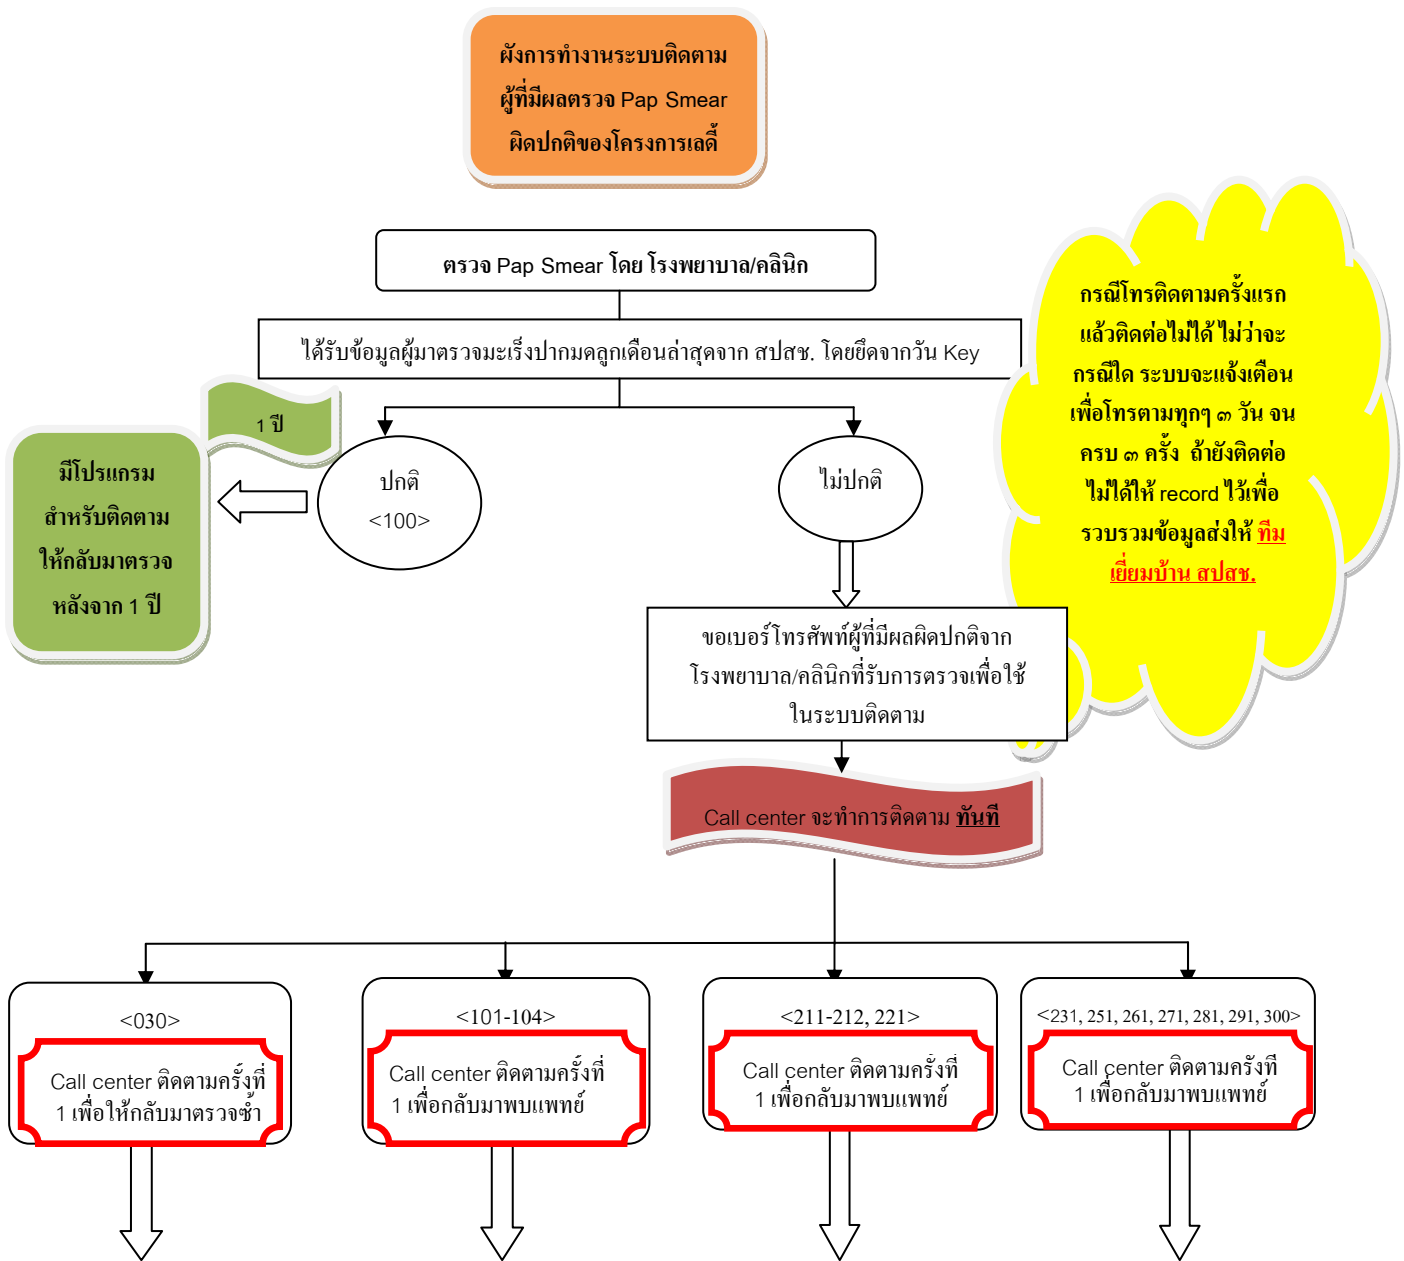 ผังการทำงานระบบติดตาม
ผู้ที่มีผลตรวจ Pap Smear
ผิดปกติของโครงการเลดี้
ตรวจ Pap Smear โดย โรงพยาบาล/คลินิก
ได้รับข้อมูลผู้มาตรวจมะเร็งปากมดลูกเดือนล่าสุดจาก สปสช. โดยยึดจากวัน Key
กรณีโทรติดตามครั้งแรก
แล้วติดต่อไม่ได้ ไม่ว่าจะ
กรณีใด ระบบจะแจ้งเตือน
เพื่อโทรตามทุกๆ ๓ วัน จน
ครบ ๓ ครั้ง ถ้ายังติดต่อ
ไม่ได้ให้ record ไว้เพื่อ
รวบรวมข้อมูลส่งให้ ทีม
เยี่ยมบ้าน สปสช.
1 ปี
มีโปรแกรม
สำหรับติดตาม
ให้กลับมาตรวจ
หลังจาก 1 ปี
ปกติ
<100>
ไม่ปกติ
ขอเบอร์โทรศัพท์ผู้ที่มีผลผิดปกติจาก
โรงพยาบาล/คลินิกที่รับการตรวจเพื่อใช้
ในระบบติดตาม
Call center จะทำการติดตาม ทันที
<030>
Call center ติดตามครั้งที่
1 เพื่อให้กลับมาตรวจซ้ำ
<101-104>
Call center ติดตามครั้งที่
1 เพื่อกลับมาพบแพทย์
<211-212, 221>
Call center ติดตามครั้งที่
1 เพื่อกลับมาพบแพทย์
<231, 251, 261, 271, 281, 291, 300>
Call center ติดตามครั้งที่
1 เพื่อกลับมาพบแพทย์